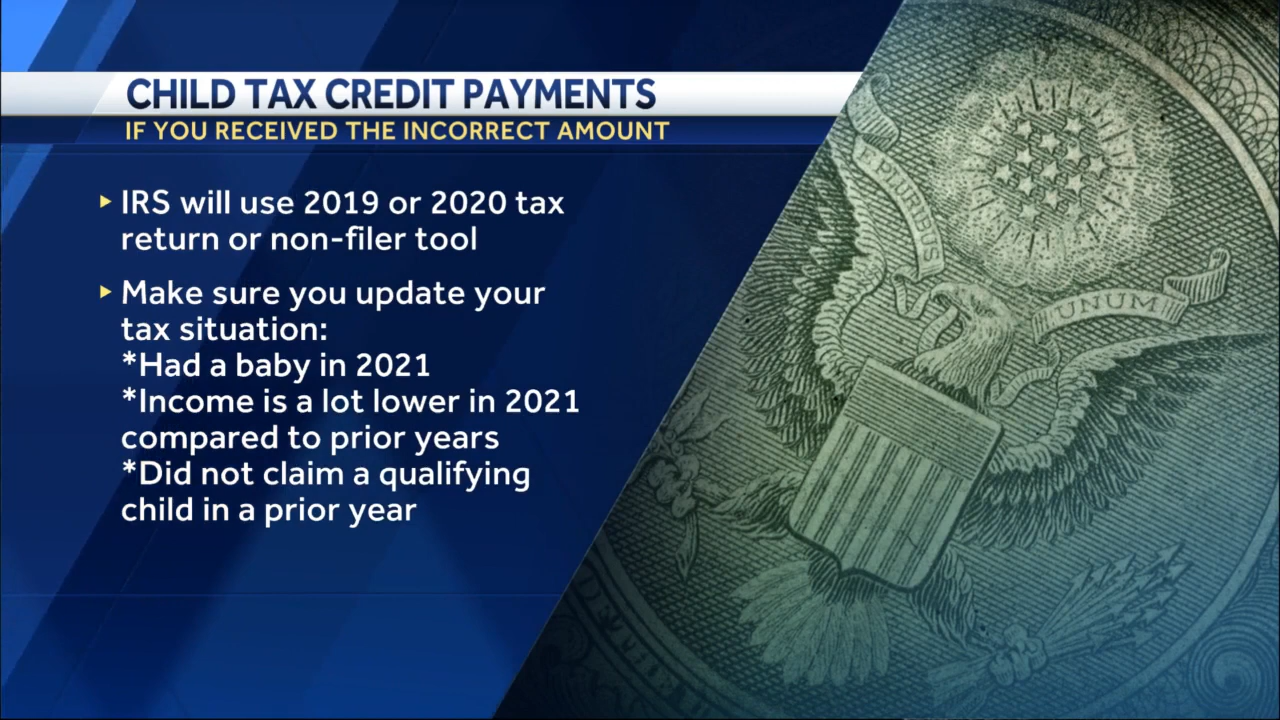 CHILD TAX CREDIT PAYMENTS
IF YOU RECEIVED THE INCORRECT AMOUNT
▸ IRS will use 2019 or 2020 tax
return or non-filer tool
▸ Make sure you update your
tax situation:
*Had a baby in 2021
*Income is a lot lower in 2021
compared to prior years
*Did not claim a qualifying
child in a prior year
E PLURIBUS
UNUM